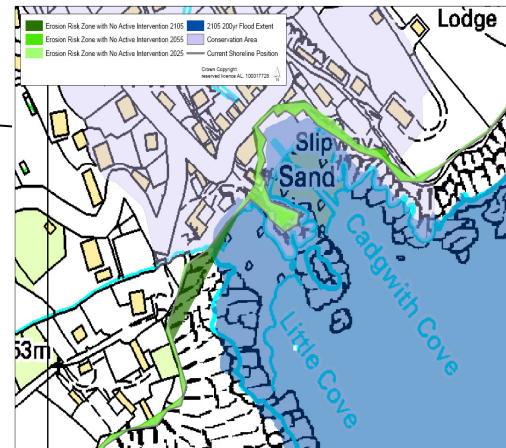 Erosion Risk Zone with No Active Intervention 2105
2105 200yr Flood Extent
Erosion Risk Zone with No Active Intervention 2055
Conservation Area
Erosion Risk Zone with No Active Intervention 2025
Current Shoreline Position
Crown Copyright
reserved licence AL. 100017726
Lodge
Slipway
Sand
Cadgwith Cove
Little Cove
53m